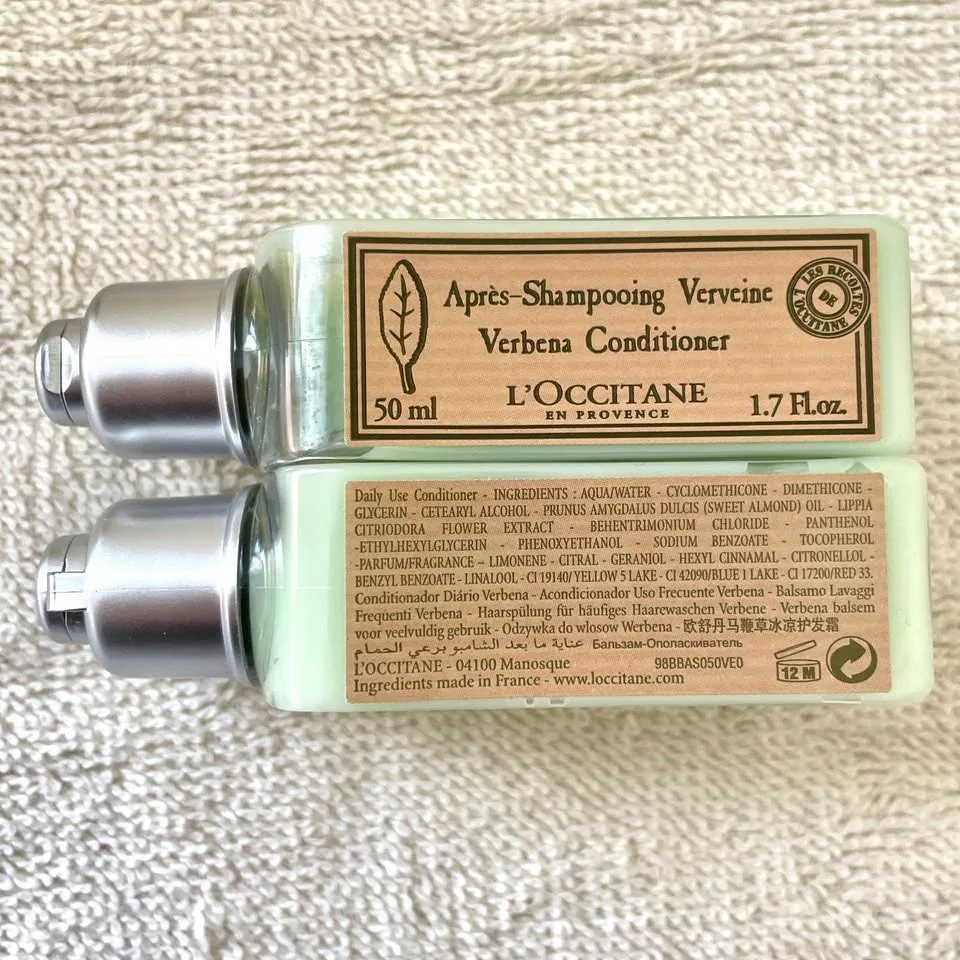 Après-Shampooing Verveine
Verbena Conditioner
L'OCCITANE
EN PROVENCE
50 ml
1.7 Fl.oz.
LES RECOLTES
DE
L'OCCITANE
Daily Use Conditioner - INGREDIENTS : AQUA/WATER - CYCLOMETHICONE - DIMETHICONE -
GLYCERIN - CETEARYL ALCOHOL - PRUNUS AMYGDALUS DULCIS (SWEET ALMOND) OIL - LIPPIA
CITRIODORA FLOWER EXTRACT - BEHENTRIMONIUM CHLORIDE - PANTHENOL
-ETHYLHEXYLGLYCERIN - PHENOXYETHANOL - SODIUM BENZOATE - TOCOPHEROL
-PARFUM/FRAGRANCE – LIMONENE - CITRAL - GERANIOL - HEXYL CINNAMAL - CITRONELLOL -
BENZYL BENZOATE - LINALOOL - CI 19140/YELLOW 5 LAKE - CI 42090/BLUE 1 LAKE - CI 17200/RED 33.
Conditionador Diário Verbena - Acondicionador Uso Frecuente Verbena - Balsamo Lavaggi
Frequenti Verbena - Haarspülung für häufiges Haarewaschen Verbene - Verbena balsem
voor veelvuldig gebruik - Odzywka do wlosow Werbena - 欧舒丹马鞭草冰凉护发霜
عناية ما بعد الشامبو برعي الحمام Бальзам-Ополаскиватель
L'OCCITANE - 04100 Manosque 98BBAS050VE0
Ingredients made in France - www.loccitane.com
12 M